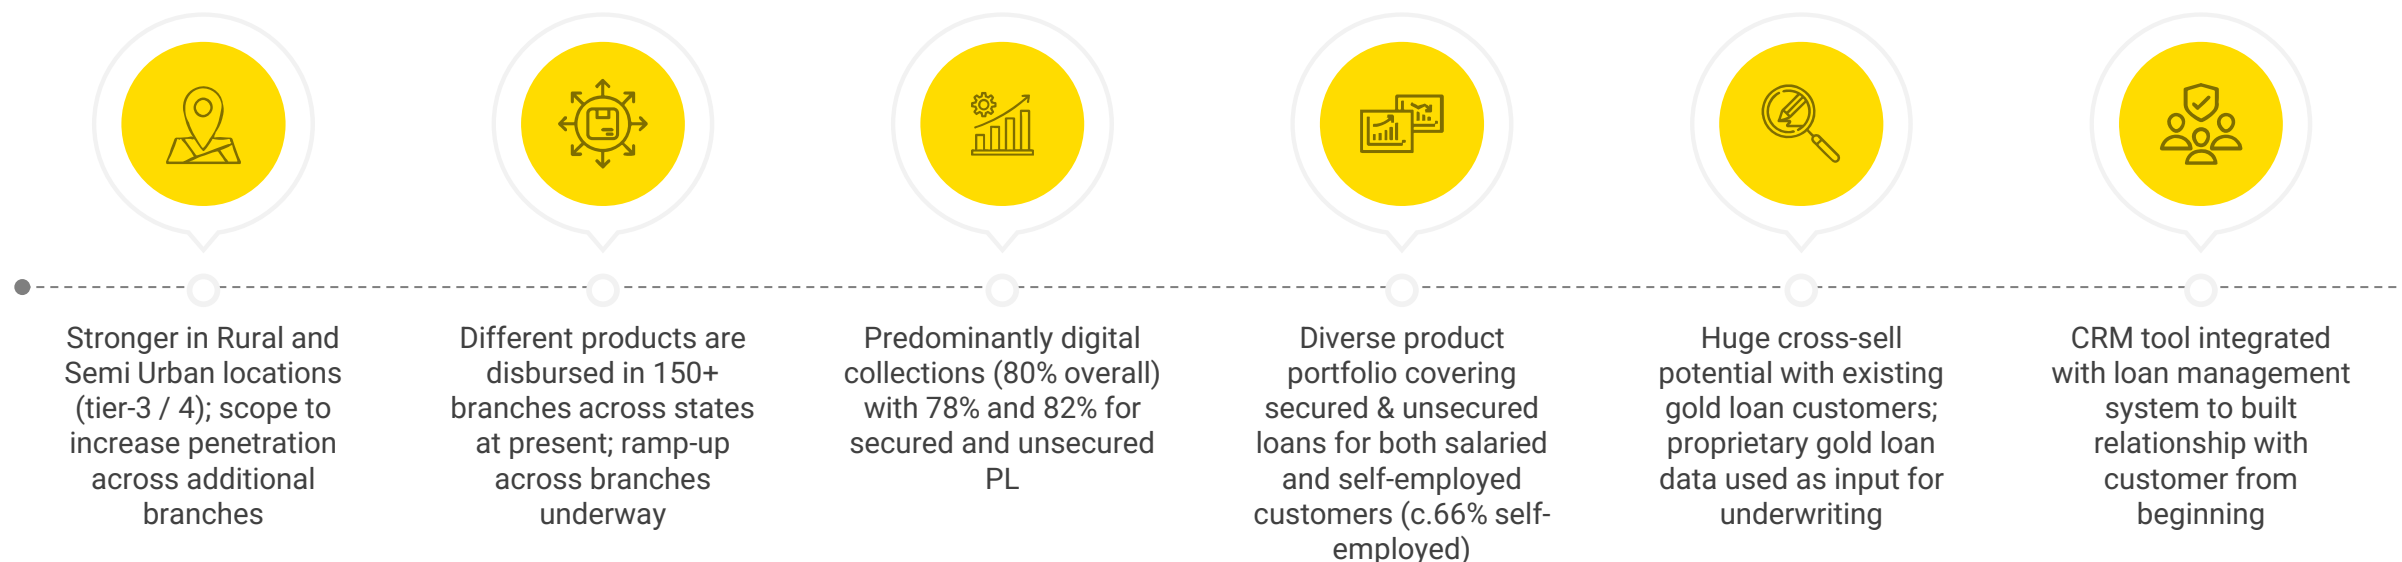 Stronger in Rural and
Semi Urban locations
(tier-3 / 4); scope to
increase penetration
across additional
branches
Different products are
disbursed in 150+
branches across states
at present; ramp-up
across branches
underway
Predominantly digital
collections (80% overall)
with 78% and 82% for
secured and unsecured
PL
Diverse product
portfolio covering
secured & unsecured
loans for both salaried
and self-employed
customers (c.66% self-
employed)
Huge cross-sell
potential with existing
gold loan customers;
proprietary gold loan
data used as input for
underwriting
CRM tool integrated
with loan management
system to built
relationship with
customer from
beginning